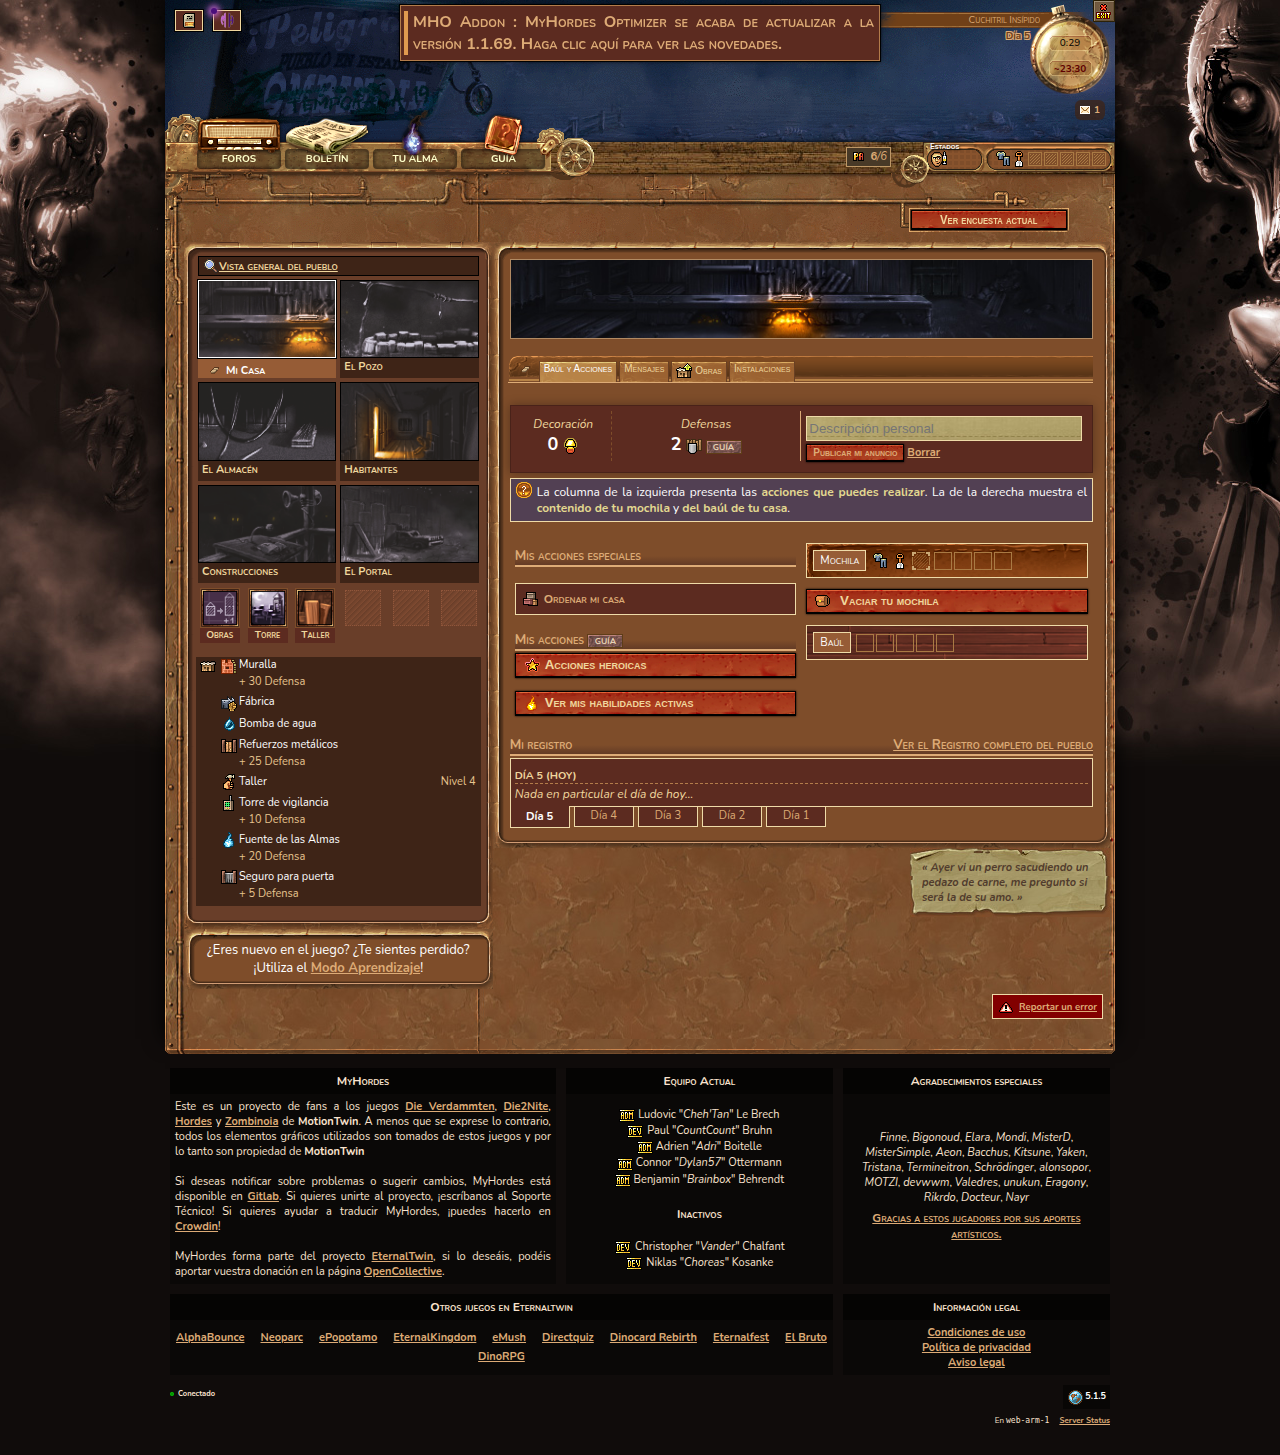 MHO Addon : MyHordes Optimizer se acaba de actualizar a la
versión 1.1.69. Haga clic aquí para ver las novedades.
Cuchitril Insípido
Día 5
EXIT
0:29
~23:30
1
FOROS
BOLETÍN
TU ALMA
GUÍA
PA 6/6
Estados
Ver encuesta actual
Vista general del pueblo
Mi Casa
El Pozo
El Almacén
Habitantes
Construcciones
El Portal
Obras
Torre
Taller
Muralla
+ 30 Defensa
Fábrica
Bomba de agua
Refuerzos metálicos
+ 25 Defensa
Taller
Nivel 4
Torre de vigilancia
+ 10 Defensa
Fuente de las Almas
+ 20 Defensa
Seguro para puerta
+ 5 Defensa
¿Eres nuevo en el juego? ¿Te sientes perdido?
¡Utiliza el Modo Aprendizaje!
Baúl y Acciones
Mensajes
Obras
Instalaciones
Decoración
0
Defensas
2
GUÍA
Descripción personal
Publicar mi anuncio
Borrar
La columna de la izquierda presenta las acciones que puedes realizar. La de la derecha muestra el
contenido de tu mochila y del baúl de tu casa.
Mis acciones especiales
Ordenar mi casa
Mis acciones
GUÍA
Acciones heroicas
Ver mis habilidades activas
Mochila
Vaciar tu mochila
Baúl
Mi registro
Ver el Registro completo del pueblo
DÍA 5 (HOY)
Nada en particular el día de hoy...
Día 5
Día 4
Día 3
Día 2
Día 1
« Ayer vi un perro sacudiendo un
pedazo de carne, me pregunto si
será la de su amo. »
Reportar un error
MyHordes
Este es un proyecto de fans a los juegos Die Verdammten, Die2Nite,
Hordes y Zombinoia de MotionTwin. A menos que se exprese lo contrario,
todos los elementos gráficos utilizados son tomados de estos juegos y por
lo tanto son propiedad de MotionTwin
Si deseas notificar sobre problemas o sugerir cambios, MyHordes está
disponible en Gitlab. Si quieres unirte al proyecto, ¡escríbanos al Soporte
Técnico! Si quieres ayudar a traducir MyHordes, ¡puedes hacerlo en
Crowdin!
MyHordes forma parte del proyecto EternalTwin, si lo deseáis, podéis
aportar vuestra donación en la página OpenCollective.
Equipo Actual
ADM Ludovic "Cheh'Tan" Le Brech
DEV Paul "CountCount" Bruhn
ADM Adrien "Adri" Boitelle
ADM Connor "Dylan57" Ottermann
ADM Benjamin "Brainbox" Behrendt
Inactivos
DEV Christopher "Vander" Chalfant
DEV Niklas "Choreas" Kosanke
Agradecimientos especiales
Finne, Bigonoud, Elara, Mondi, MisterD,
MisterSimple, Aeon, Bacchus, Kitsune, Yaken,
Tristana, Termineitron, Schrödinger, alonsopor,
MOTZI, devwwm, Valedres, unukun, Eragony,
Rikrdo, Docteur, Nayr
Gracias a estos jugadores por sus aportes
artísticos.
Otros juegos en Eternaltwin
AlphaBounce Neoparc ePopotamo EternalKingdom eMush Directquiz Dinocard Rebirth Eternalfest El Bruto
DinoRPG
Información legal
Condiciones de uso
Política de privacidad
Aviso legal
Conectado
5.1.5
En web-arm-1 Server Status